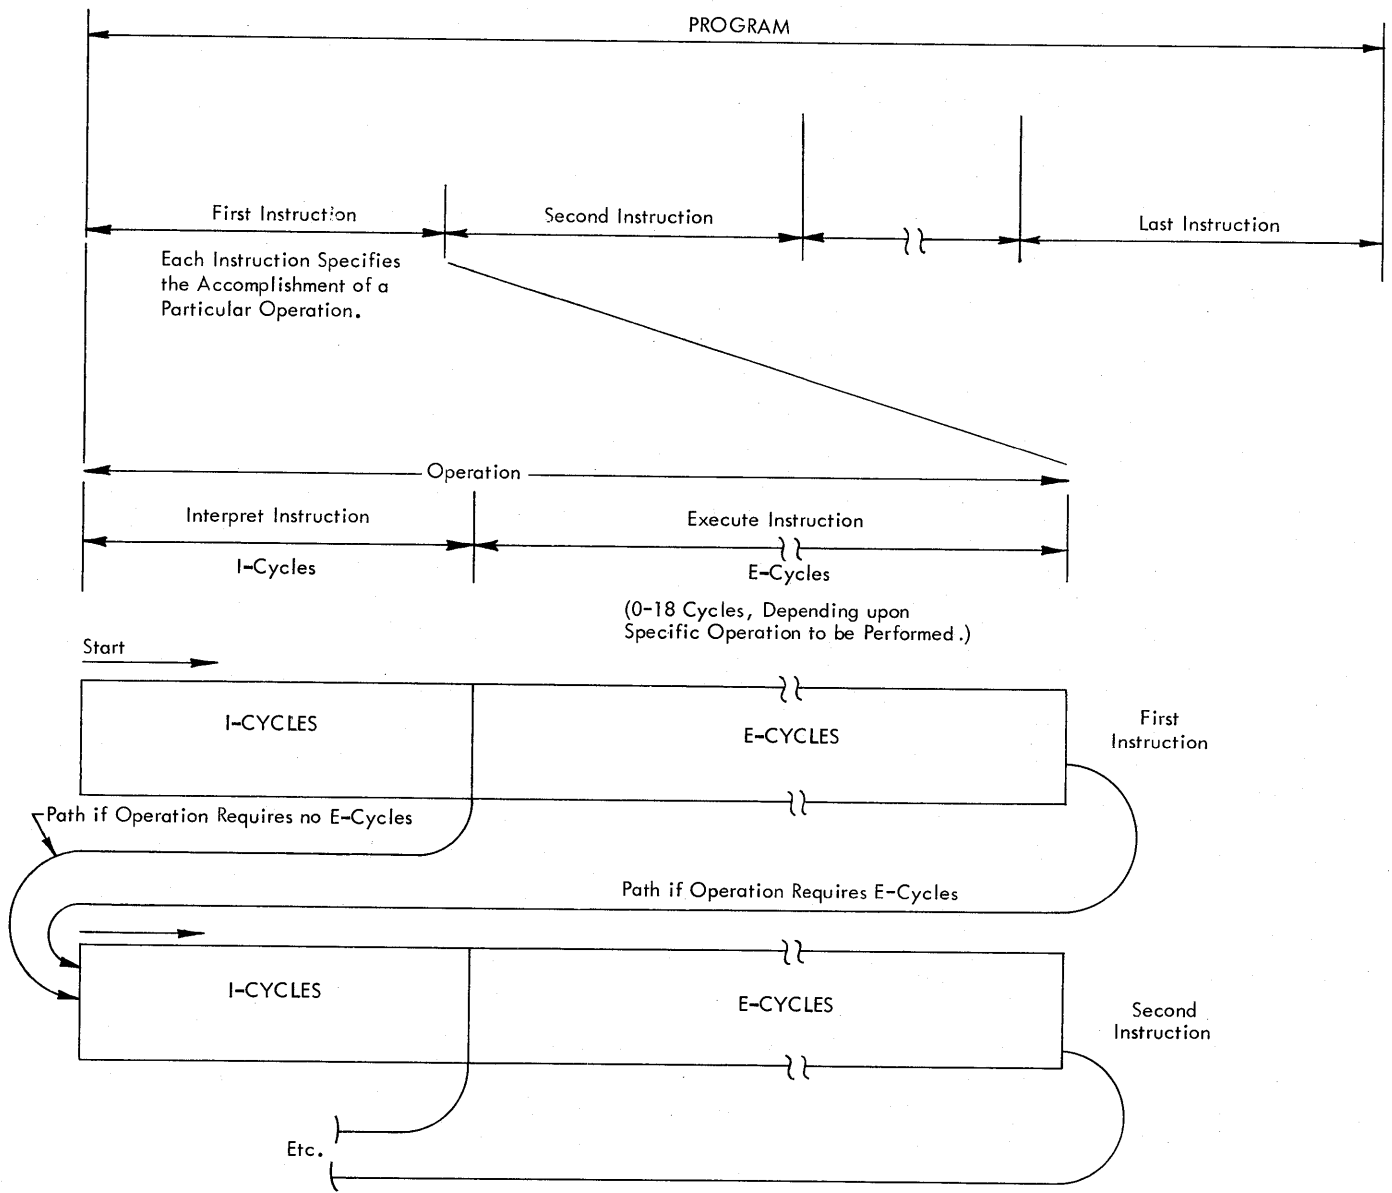 PROGRAM
First Instruction
Second Instruction
Last Instruction
Each Instruction Specifies
the Accomplishment of a
Particular Operation.
Operation
Interpret Instruction
Execute Instruction
I-Cycles
E-Cycles
(0-18 Cycles, Depending upon
Specific Operation to be Performed.)
Start
I-CYCLES
E-CYCLES
First
Instruction
Path if Operation Requires no E-Cycles
Path if Operation Requires E-Cycles
I-CYCLES
E-CYCLES
Second
Instruction
Etc.